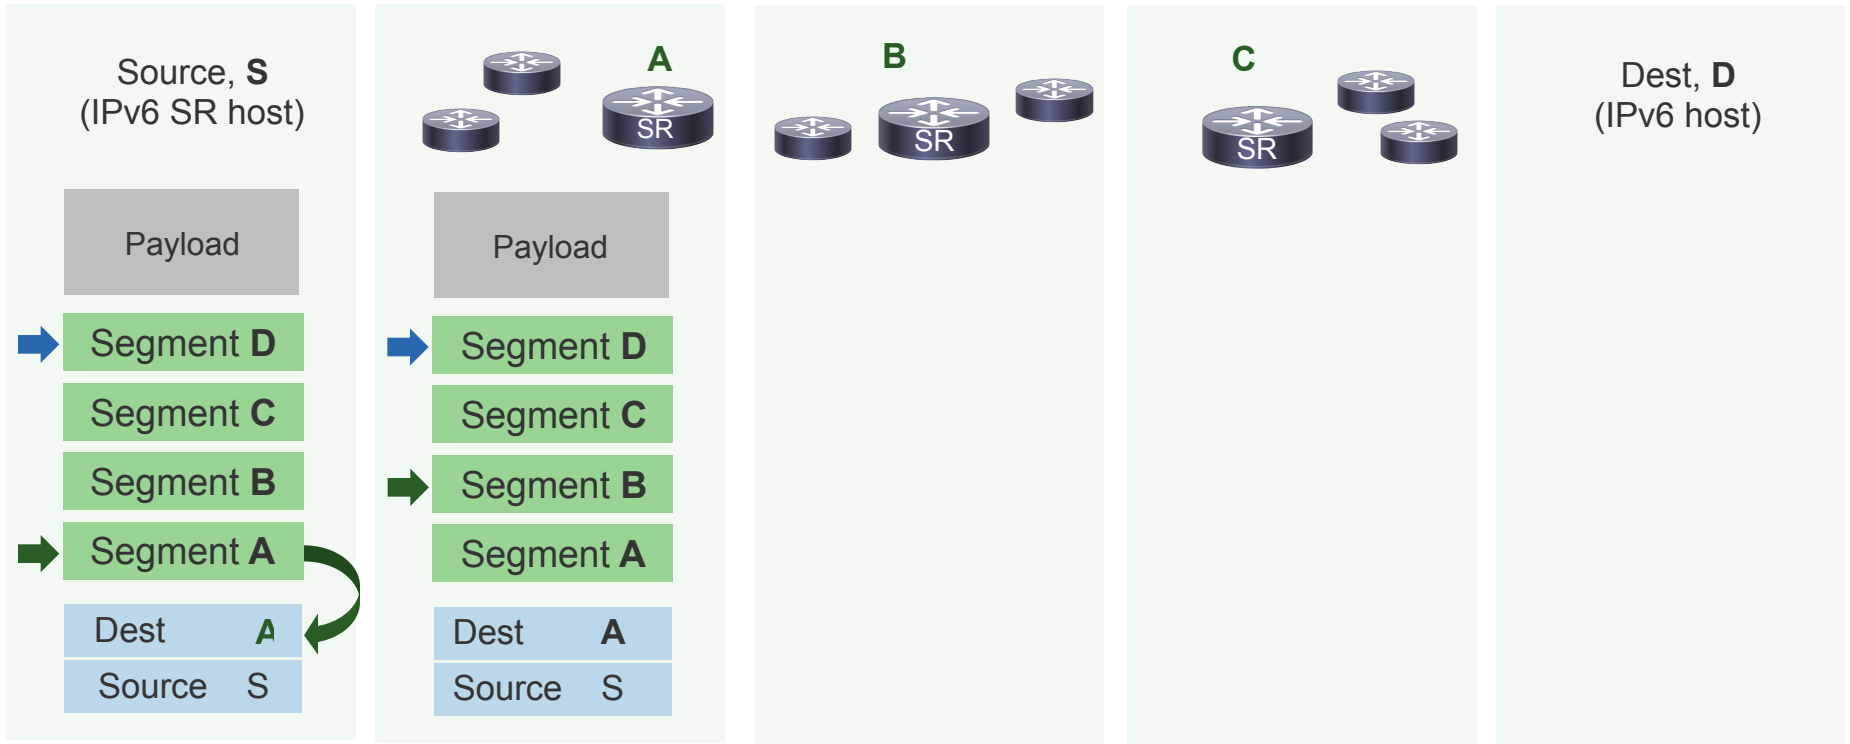 Source, S
(IPv6 SR host)
Payload
Segment D
Segment C
Segment B
Segment A
Dest A
Source S
A
SR
Payload
Segment D
Segment C
Segment B
Segment A
Dest A
Source S
B
SR
C
SR
Dest, D
(IPv6 host)